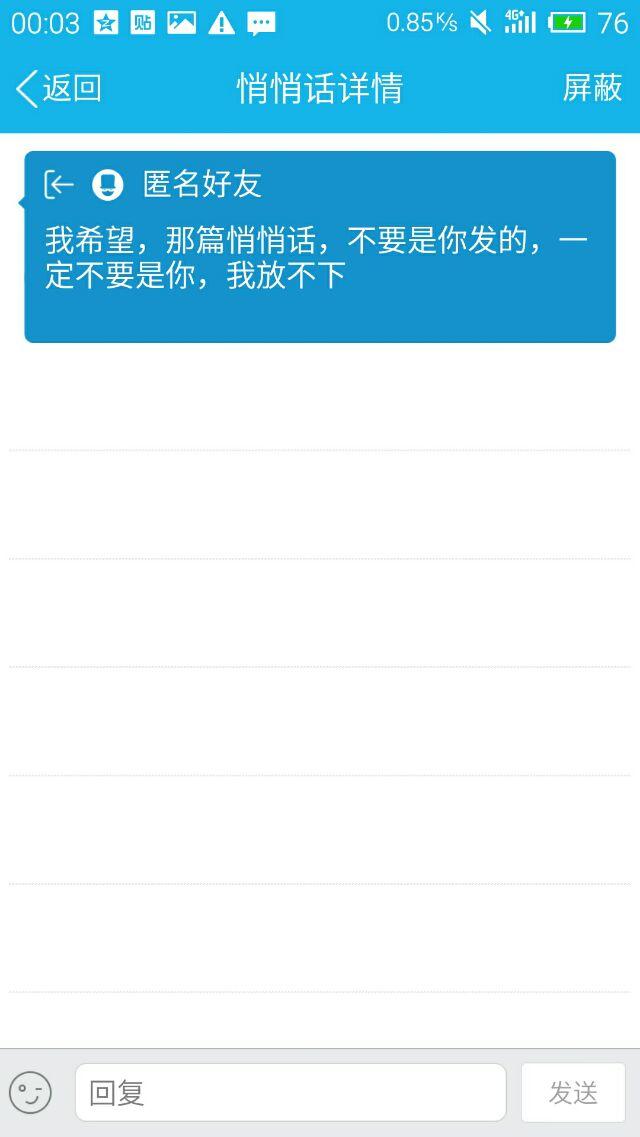 00:03 贴 0.85K/s 4G+ 76
返回 悄悄话详情 屏蔽
匿名好友
我希望，那篇悄悄话，不要是你发的，一
定不要是你，我放不下
回复 发送